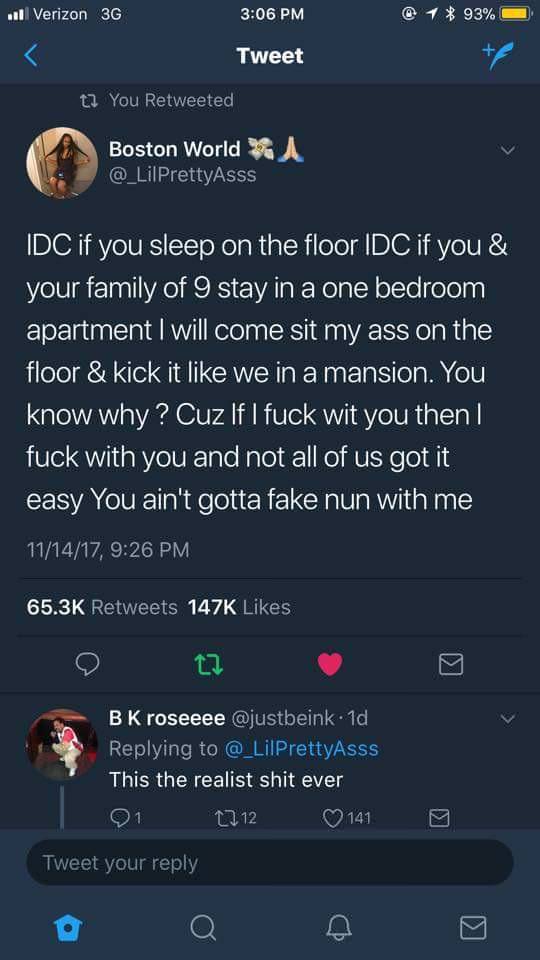 Verizon 3G 3:06 PM 93%
Tweet
You Retweeted
Boston World 💸🙏🏼
@_LilPrettyAsss
IDC if you sleep on the floor IDC if you &
your family of 9 stay in a one bedroom
apartment I will come sit my ass on the
floor & kick it like we in a mansion. You
know why ? Cuz If I fuck wit you then I
fuck with you and not all of us got it
easy You ain't gotta fake nun with me
11/14/17, 9:26 PM
65.3K Retweets 147K Likes
B K roseeee @justbeink · 1d
Replying to @_LilPrettyAsss
This the realist shit ever
1 12 141
Tweet your reply